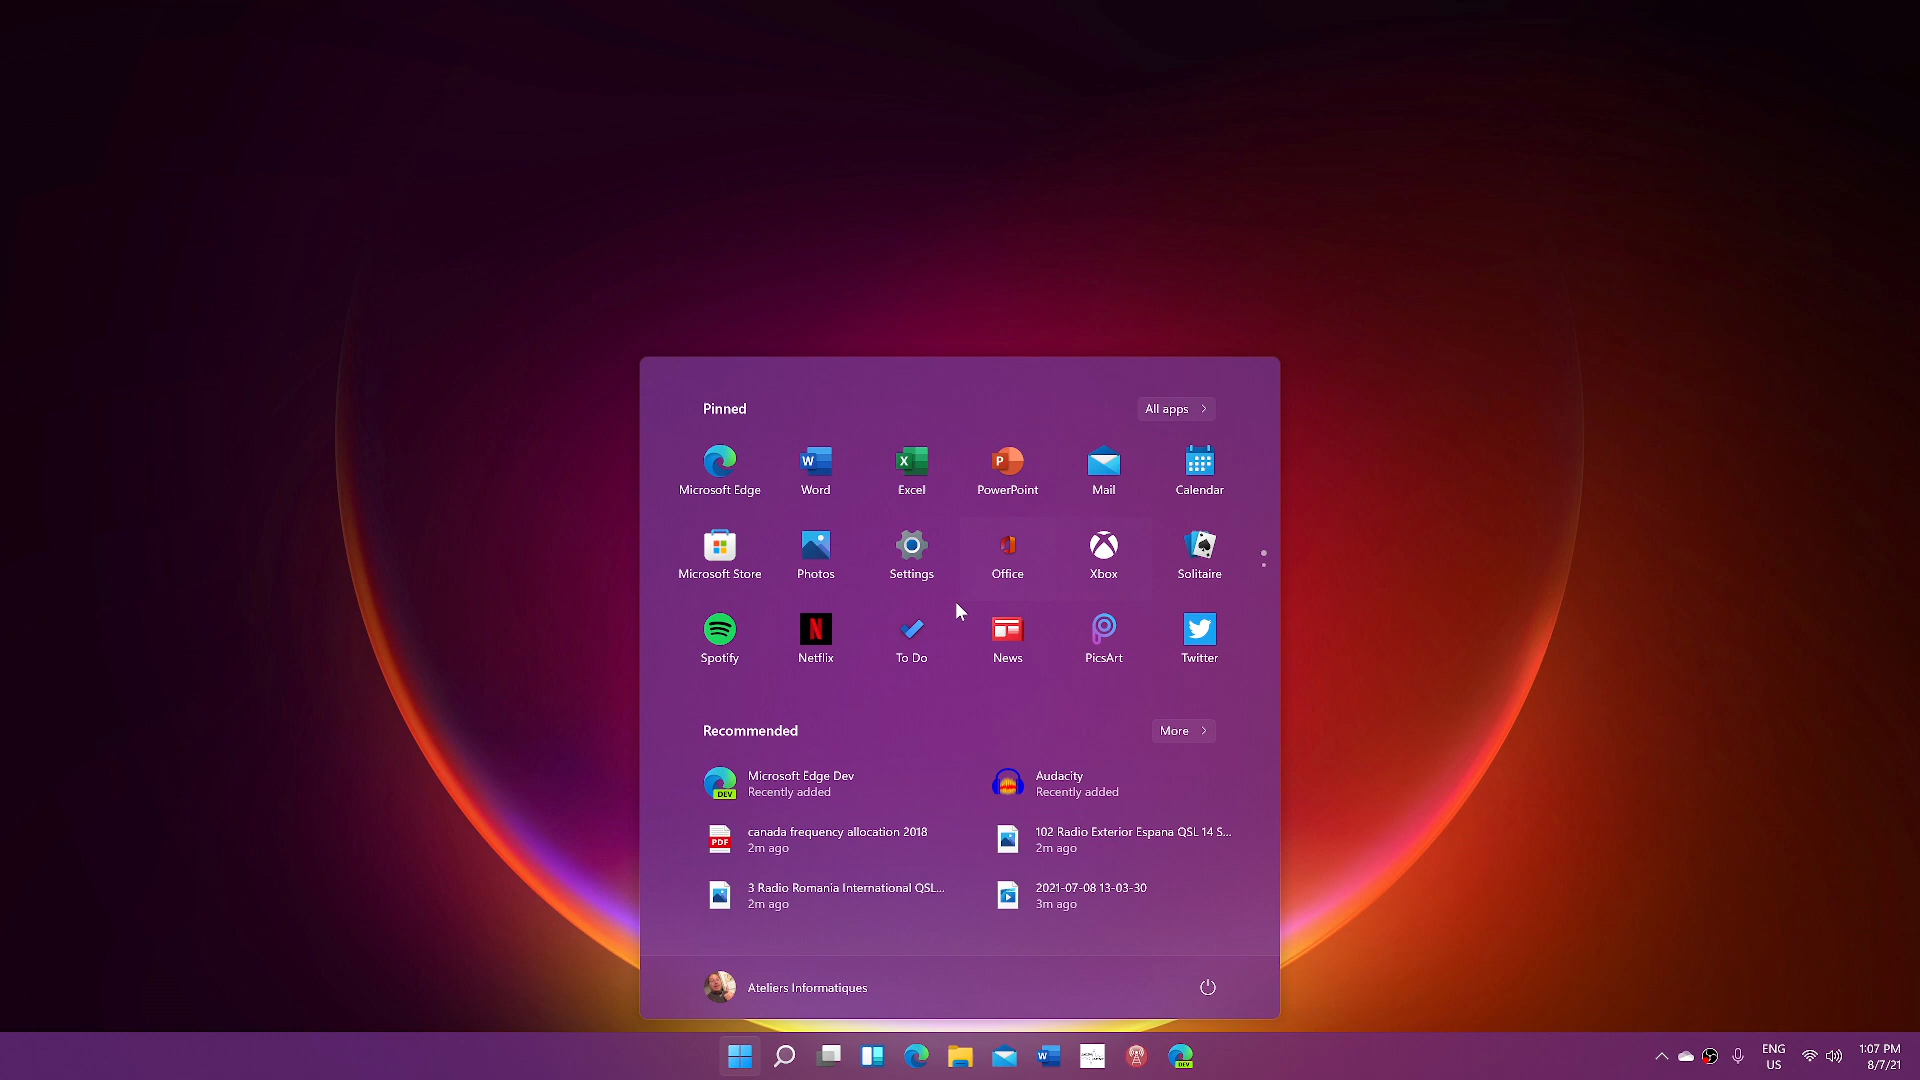 Pinned
All apps
Microsoft Edge
Word
Excel
PowerPoint
Mail
Calendar
Microsoft Store
Photos
Settings
Office
Xbox
Solitaire
Spotify
Netflix
To Do
News
PicsArt
Twitter
Recommended
More
Microsoft Edge Dev
Recently added
Audacity
Recently added
canada frequency allocation 2018
2m ago
102 Radio Exterior Espana QSL 14 S...
2m ago
3 Radio Romania International QSL...
2m ago
2021-07-08 13-03-30
3m ago
Ateliers Informatiques
ENG
US
1:07 PM
8/7/21